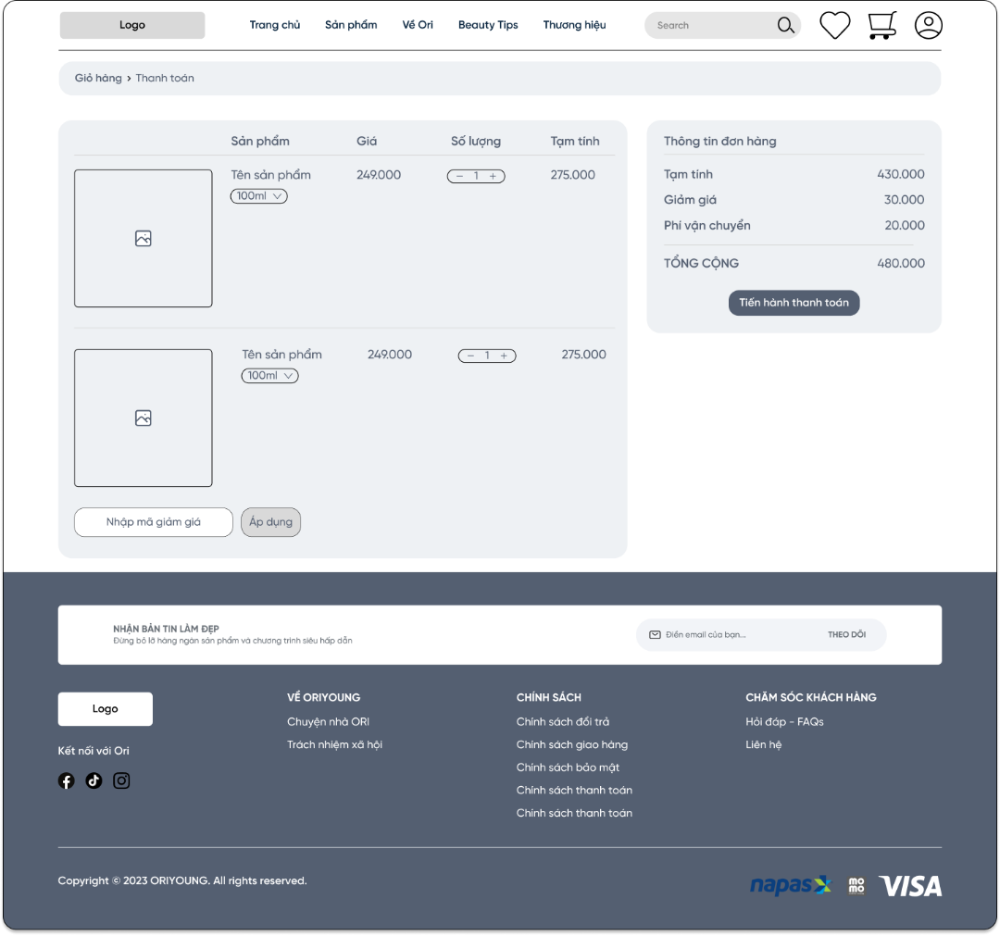 Logo
Trang chủ
Sản phẩm
Về Ori
Beauty Tips
Thương hiệu
Search
Giỏ hàng > Thanh toán
Sản phẩm
Giá
Số lượng
Tạm tính
Tên sản phẩm
249.000
− 1 +
275.000
100ml
Tên sản phẩm
249.000
− 1 +
275.000
100ml
Nhập mã giảm giá
Áp dụng
Thông tin đơn hàng
Tạm tính 430.000
Giảm giá 30.000
Phí vận chuyển 20.000
TỔNG CỘNG 480.000
Tiến hành thanh toán
NHẬN BẢN TIN LÀM ĐẸP
Đừng bỏ lỡ hàng ngàn sản phẩm và chương trình siêu hấp dẫn
Điền email của bạn...
THEO DÕI
Logo
Kết nối với Ori
VỀ ORIYOUNG
Chuyện nhà ORI
Trách nhiệm xã hội
CHÍNH SÁCH
Chính sách đổi trả
Chính sách giao hàng
Chính sách bảo mật
Chính sách thanh toán
Chính sách thanh toán
CHĂM SÓC KHÁCH HÀNG
Hỏi đáp - FAQs
Liên hệ
Copyright © 2023 ORIYOUNG. All rights reserved.
napas
mo
mo
VISA